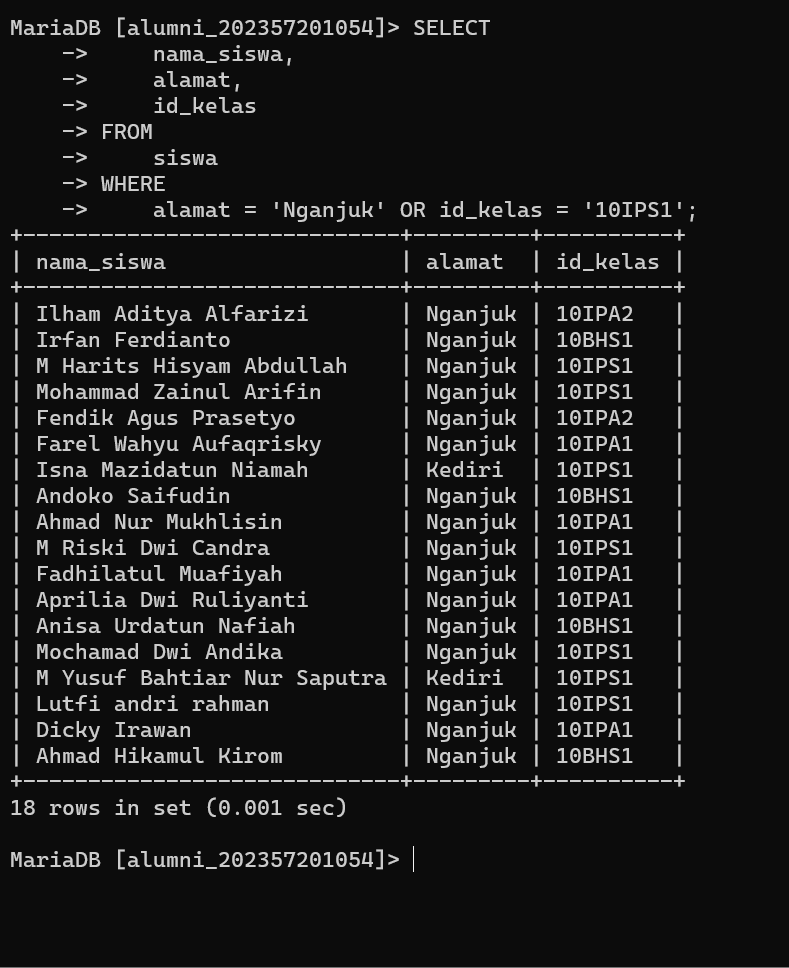 MariaDB [alumni_202357201054]> SELECT
    ->     nama_siswa,
    ->     alamat,
    ->     id_kelas
    -> FROM
    ->     siswa
    -> WHERE
    ->     alamat = 'Nganjuk' OR id_kelas = '10IPS1';
+-----------------------------+---------+----------+
| nama_siswa                  | alamat  | id_kelas |
+-----------------------------+---------+----------+
| Ilham Aditya Alfarizi       | Nganjuk | 10IPA2   |
| Irfan Ferdianto             | Nganjuk | 10BHS1   |
| M Harits Hisyam Abdullah    | Nganjuk | 10IPS1   |
| Mohammad Zainul Arifin      | Nganjuk | 10IPS1   |
| Fendik Agus Prasetyo        | Nganjuk | 10IPA2   |
| Farel Wahyu Aufaqrisky      | Nganjuk | 10IPA1   |
| Isna Mazidatun Niamah       | Kediri  | 10IPS1   |
| Andoko Saifudin             | Nganjuk | 10BHS1   |
| Ahmad Nur Mukhlisin         | Nganjuk | 10IPA1   |
| M Riski Dwi Candra          | Nganjuk | 10IPS1   |
| Fadhilatul Muafiyah         | Nganjuk | 10IPA1   |
| Aprilia Dwi Ruliyanti       | Nganjuk | 10IPA1   |
| Anisa Urdatun Nafiah        | Nganjuk | 10BHS1   |
| Mochamad Dwi Andika         | Nganjuk | 10IPS1   |
| M Yusuf Bahtiar Nur Saputra | Kediri  | 10IPS1   |
| Lutfi andri rahman          | Nganjuk | 10IPS1   |
| Dicky Irawan                | Nganjuk | 10IPA1   |
| Ahmad Hikamul Kirom         | Nganjuk | 10BHS1   |
+-----------------------------+---------+----------+
18 rows in set (0.001 sec)
MariaDB [alumni_202357201054]>